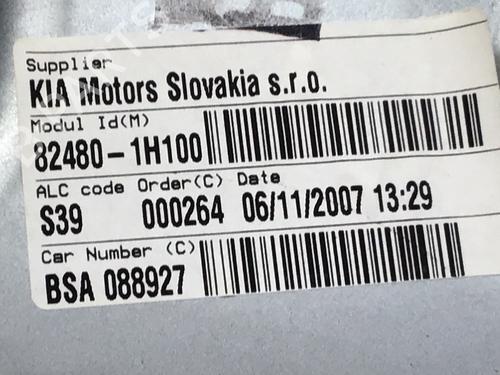 Supplier
KIA Motors Slovakia s.r.o.
Modul Id(M)
82480-1H100
ALC code Order(C) Date
S39 000264 06/11/2007 13:29
Car Number (C)
BSA 088927